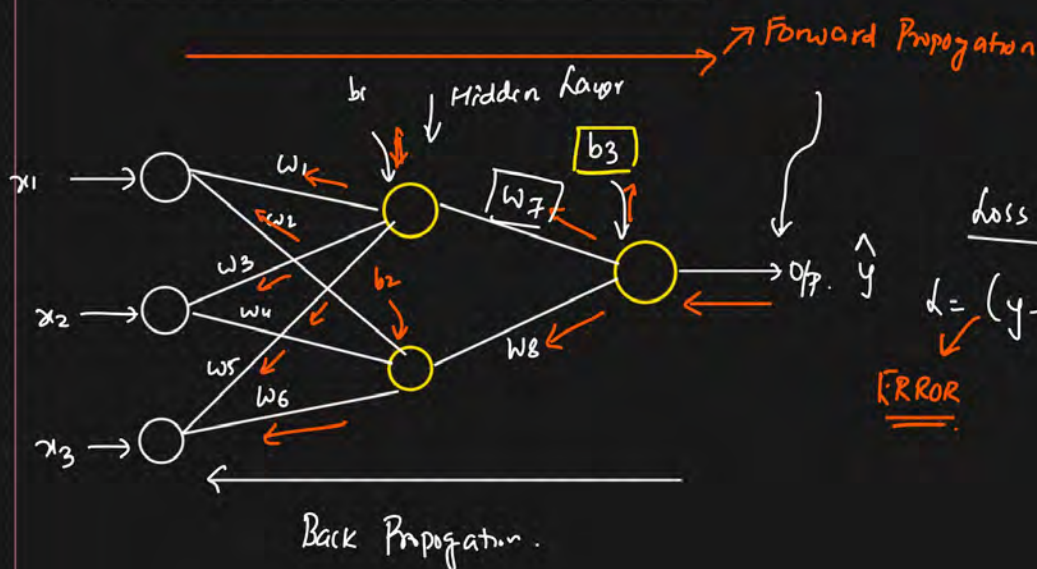 Forward Propogation
b1
Hidden Layer
b3
x1
w1
w7
Loss
w2
w3
b2
O/P. ŷ
x2
w4
L = (y-
w8
w5
ERROR
w6
x3
Back Propogation.